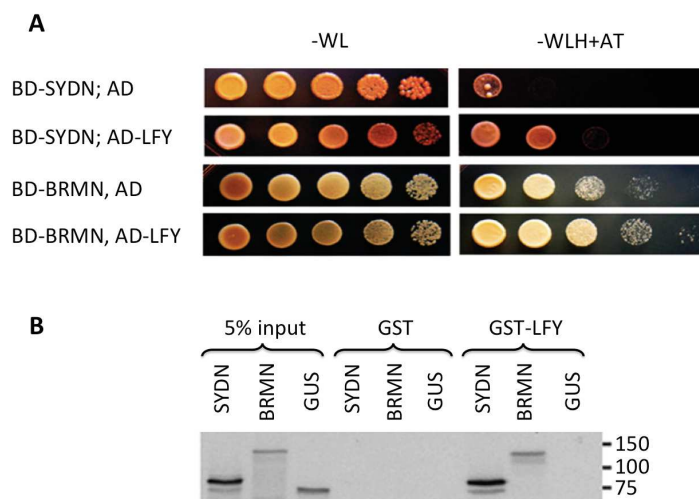 A
-WL
-WLH+AT
BD-SYDN; AD
BD-SYDN; AD-LFY
BD-BRMN, AD
BD-BRMN, AD-LFY
B
5% input
GST
GST-LFY
SYDN
BRMN
GUS
SYDN
BRMN
GUS
SYDN
BRMN
GUS
150
100
75